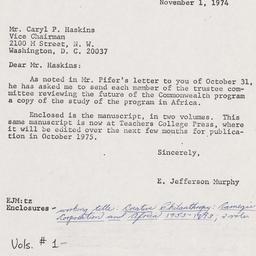 November 1, 1974
Mr. Caryl P. Haskins
Vice Chairman
2100 M Street, N. W.
Washington, D. C. 20037
Dear Mr. Haskins:
As noted in Mr. Pifer's letter to you of October 31,
he has asked me to send each member of the trustee com-
mittee reviewing the future of the Commonwealth program
a copy of the study of the program in Africa.
Enclosed is the manuscript, in two volumes. This
same manuscript is now at Teachers College Press, where
it will be edited over the next few months for publica-
tion in October 1975.
Sincerely,
E. Jefferson Murphy
EJM:tz
Enclosures - working title: Creative Philanthropy: Carnegie
Corporation and Africa 1953-1973, 2 vols
Vols. # 1-